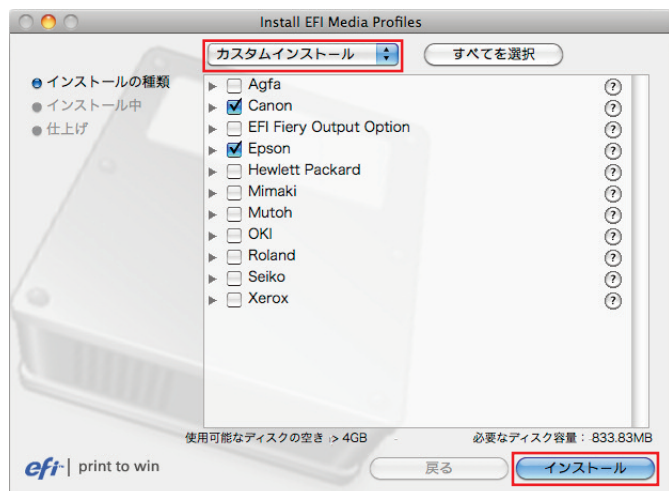 Install EFI Media Profiles
カスタムインストール
すべてを選択
インストールの種類
インストール中
仕上げ
Agfa
Canon
EFI Fiery Output Option
Epson
Hewlett Packard
Mimaki
Mutoh
OKI
Roland
Seiko
Xerox
使用可能なディスクの空き :> 4GB
必要なディスク容量： 833.83MB
efi | print to win
戻る
インストール